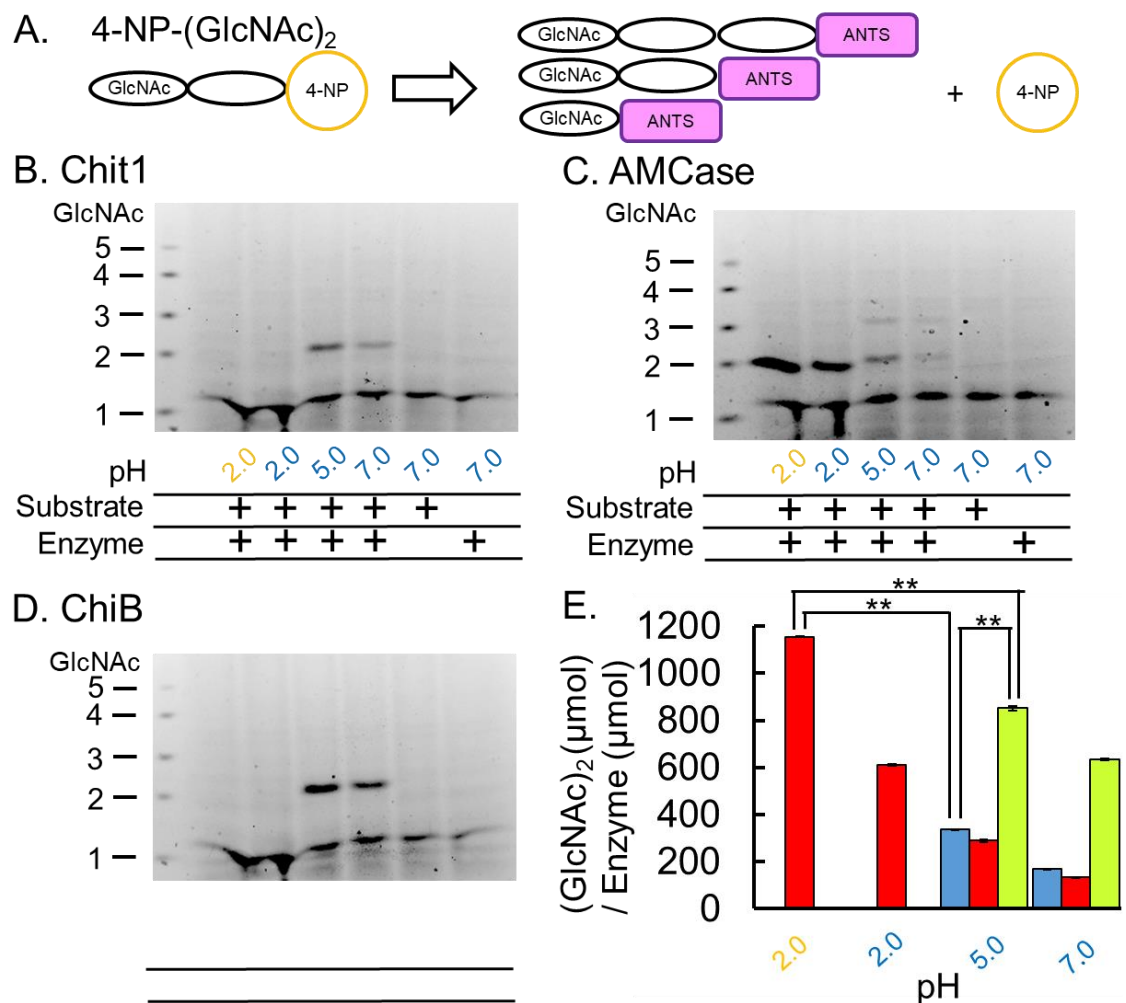 A. 4-NP-(GlcNAc)2
GlcNAc 4-NP
GlcNAc ANTS
GlcNAc ANTS
GlcNAc ANTS
+ 4-NP
B. Chit1
GlcNAc
5
4
3
2
1
pH 2.0 2.0 5.0 7.0 7.0 7.0
Substrate + + + + +
Enzyme + + + + +
C. AMCase
GlcNAc
5
4
3
2
1
pH 2.0 2.0 5.0 7.0 7.0 7.0
Substrate + + + + +
Enzyme + + + + +
D. ChiB
GlcNAc
5
4
3
2
1
E.
(GlcNAc)2 (μmol)
/ Enzyme (μmol)
1200
1000
800
600
400
200
0
**
**
**
2.0 2.0 5.0 7.0
pH